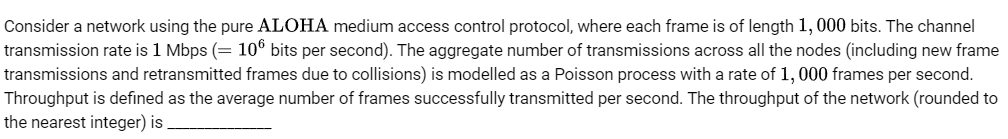 Consider a network using the pure ALOHA medium access control protocol, where each frame is of length 1, 000 bits. The channel
transmission rate is 1 Mbps (= 10⁶ bits per second). The aggregate number of transmissions across all the nodes (including new frame
transmissions and retransmitted frames due to collisions) is modelled as a Poisson process with a rate of 1, 000 frames per second.
Throughput is defined as the average number of frames successfully transmitted per second. The throughput of the network (rounded to
the nearest integer) is ______________